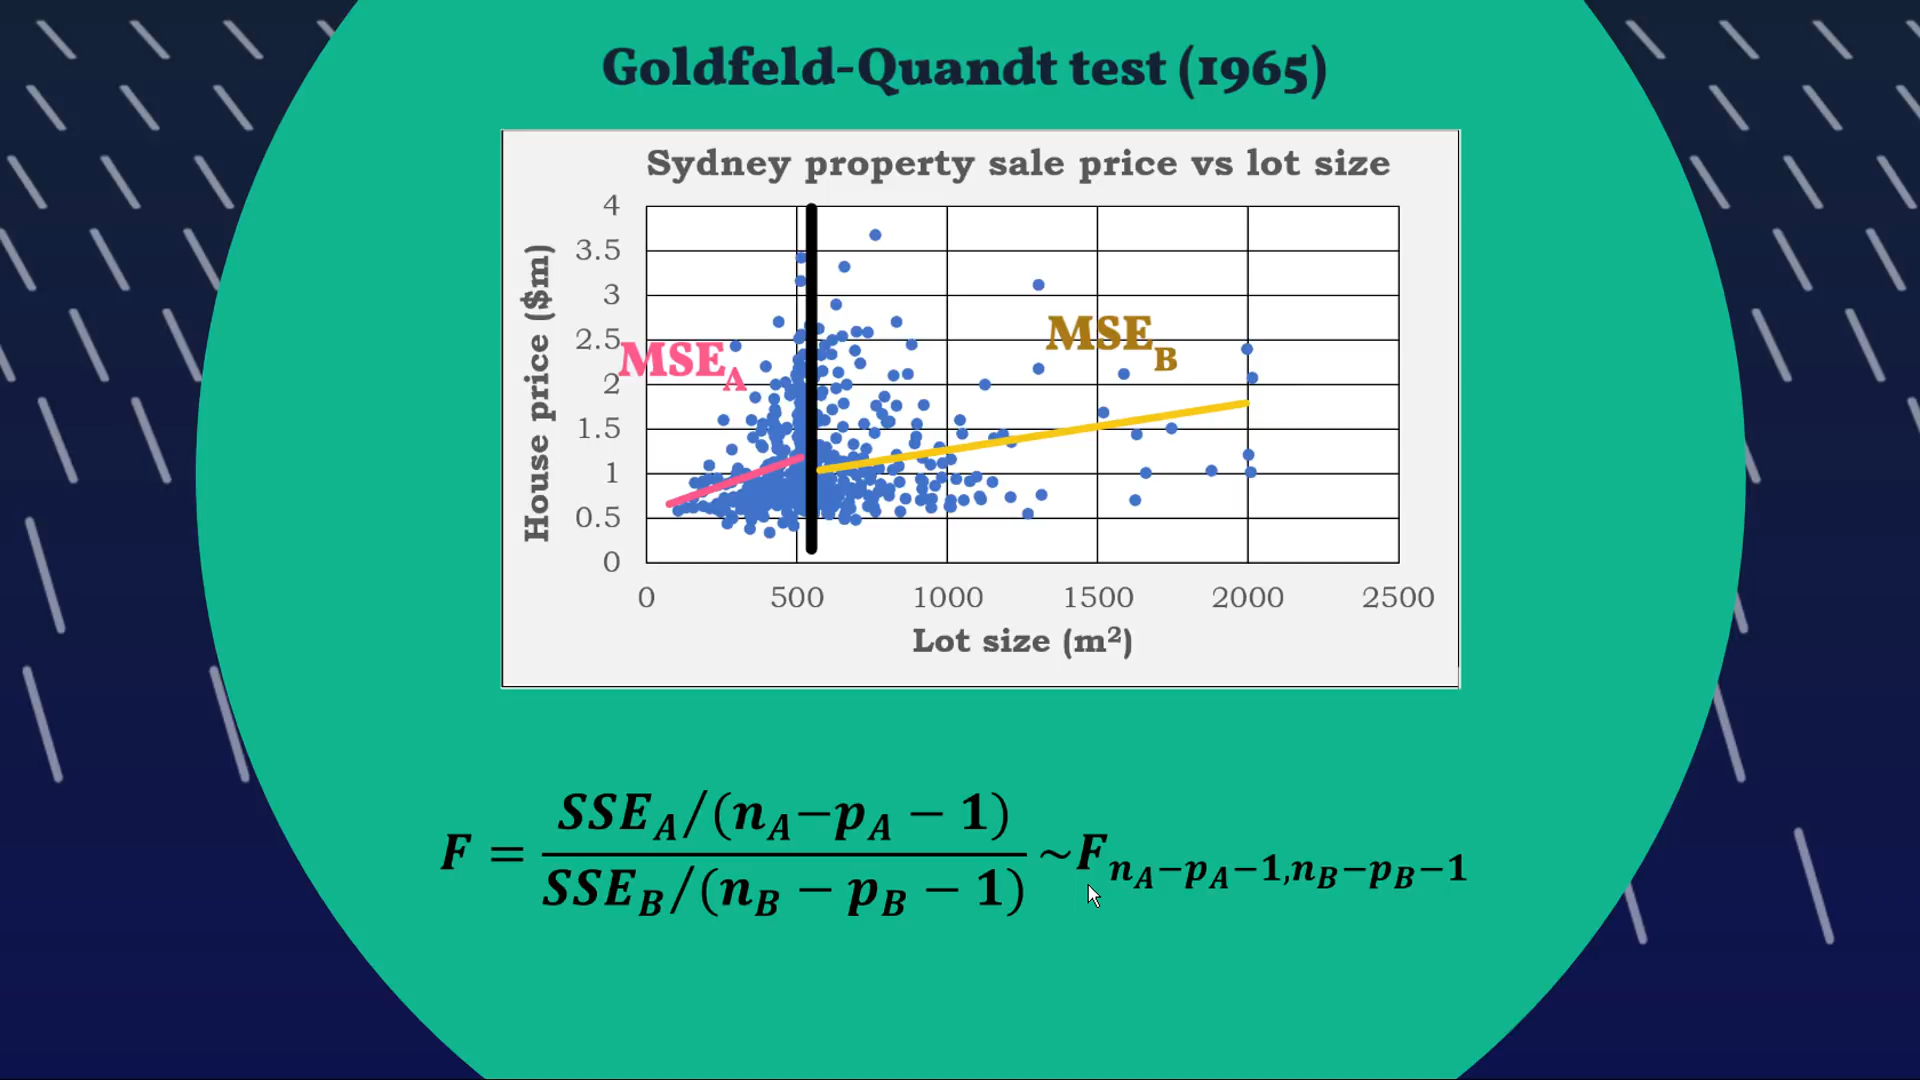 Goldfeld-Quandt test (1965)
Sydney property sale price vs lot size
House price ($m)
4
3.5
3
2.5
2
1.5
1
0.5
0
MSE_A
MSE_B
0 500 1000 1500 2000 2500
Lot size (m²)
F = \frac{SSE_A/(n_A−p_A − 1)}{SSE_B/(n_B − p_B − 1)} ~F_{n_A−p_A−1,n_B−p_B−1}